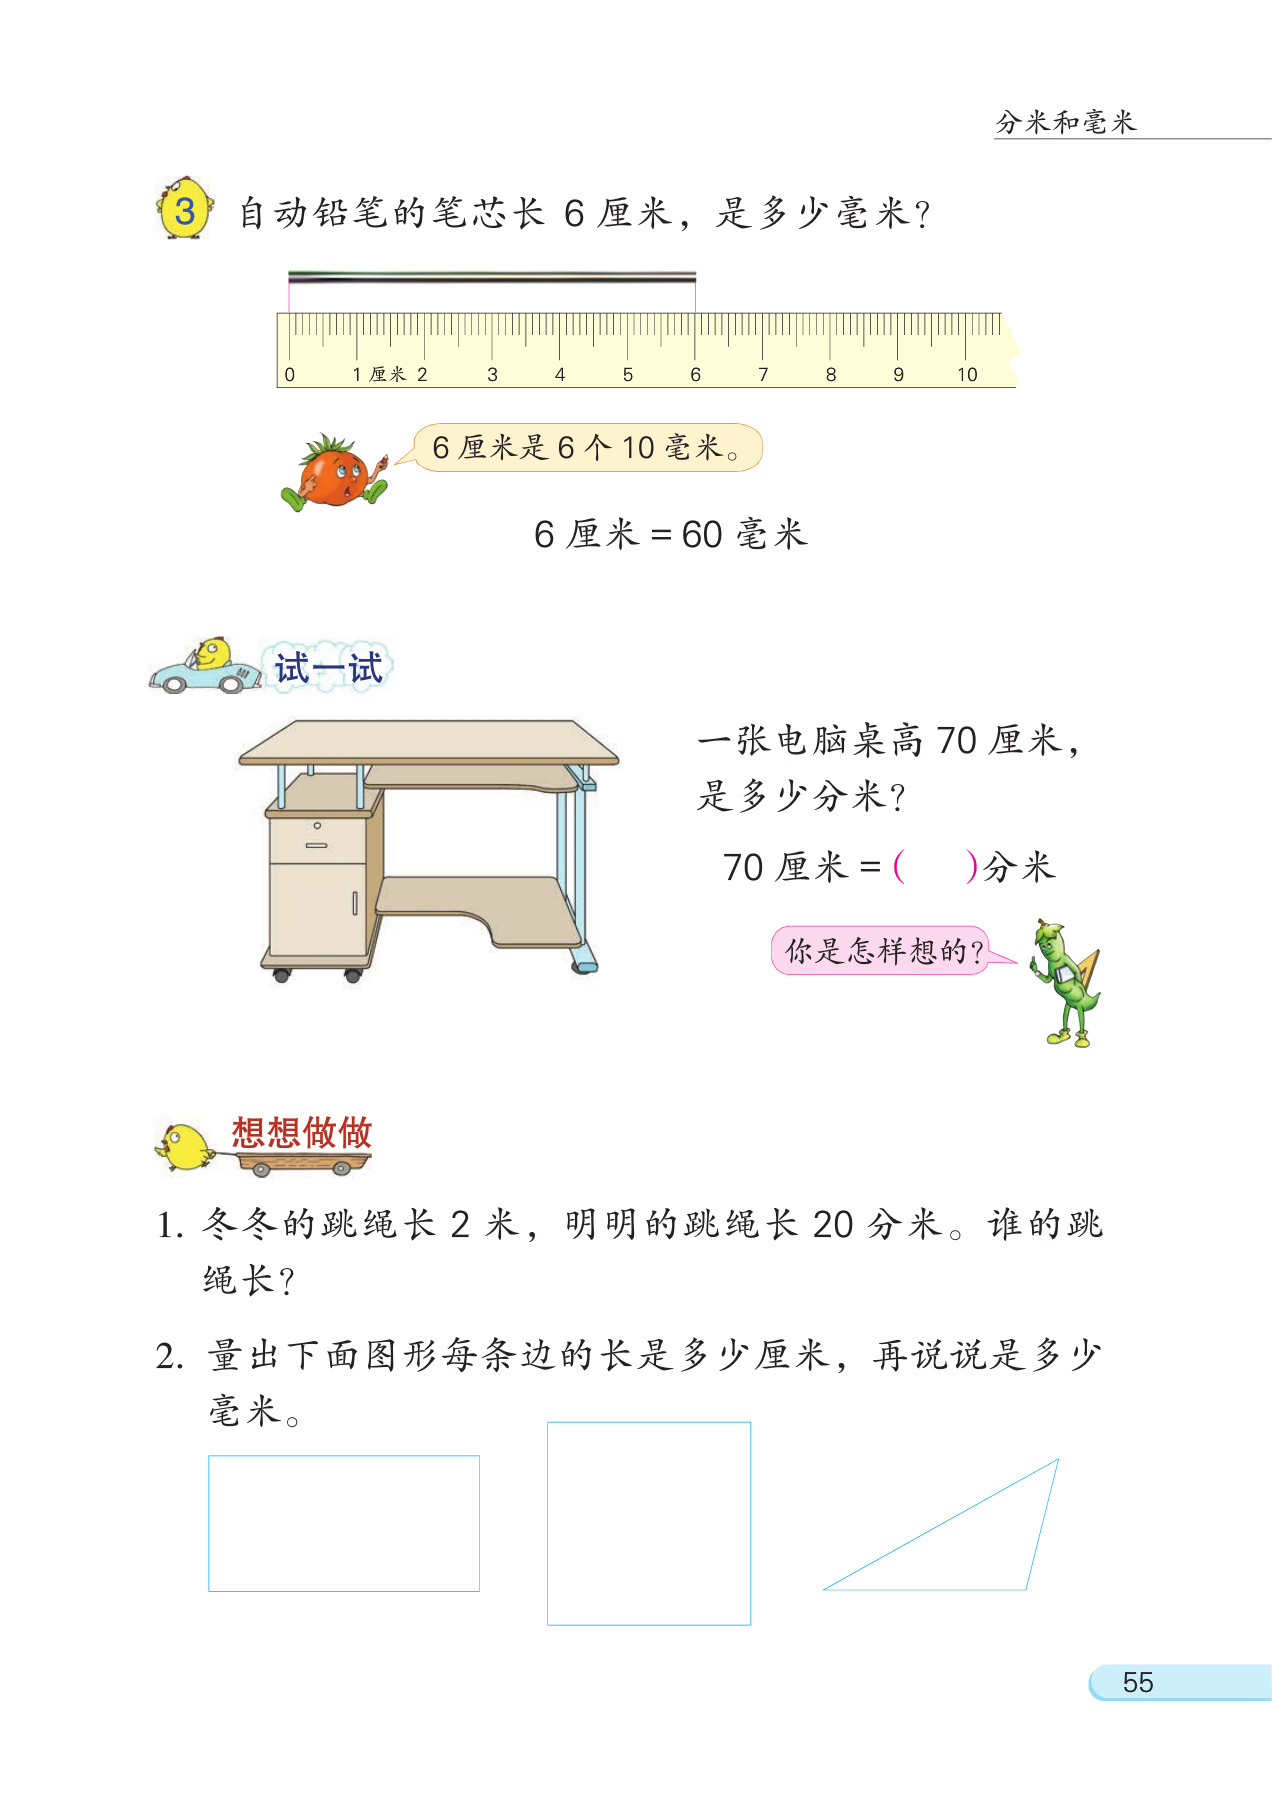 分米和毫米
3 自动铅笔的笔芯长 6 厘米，是多少毫米？
0 1 厘米 2 3 4 5 6 7 8 9 10
6 厘米是 6 个 10 毫米。
6 厘米 = 60 毫米
试一试
一张电脑桌高 70 厘米，
是多少分米？
70 厘米 = (    )分米
你是怎样想的？
想想做做
1. 冬冬的跳绳长 2 米，明明的跳绳长 20 分米。谁的跳
绳长？
2. 量出下面图形每条边的长是多少厘米，再说说是多少
毫米。
55